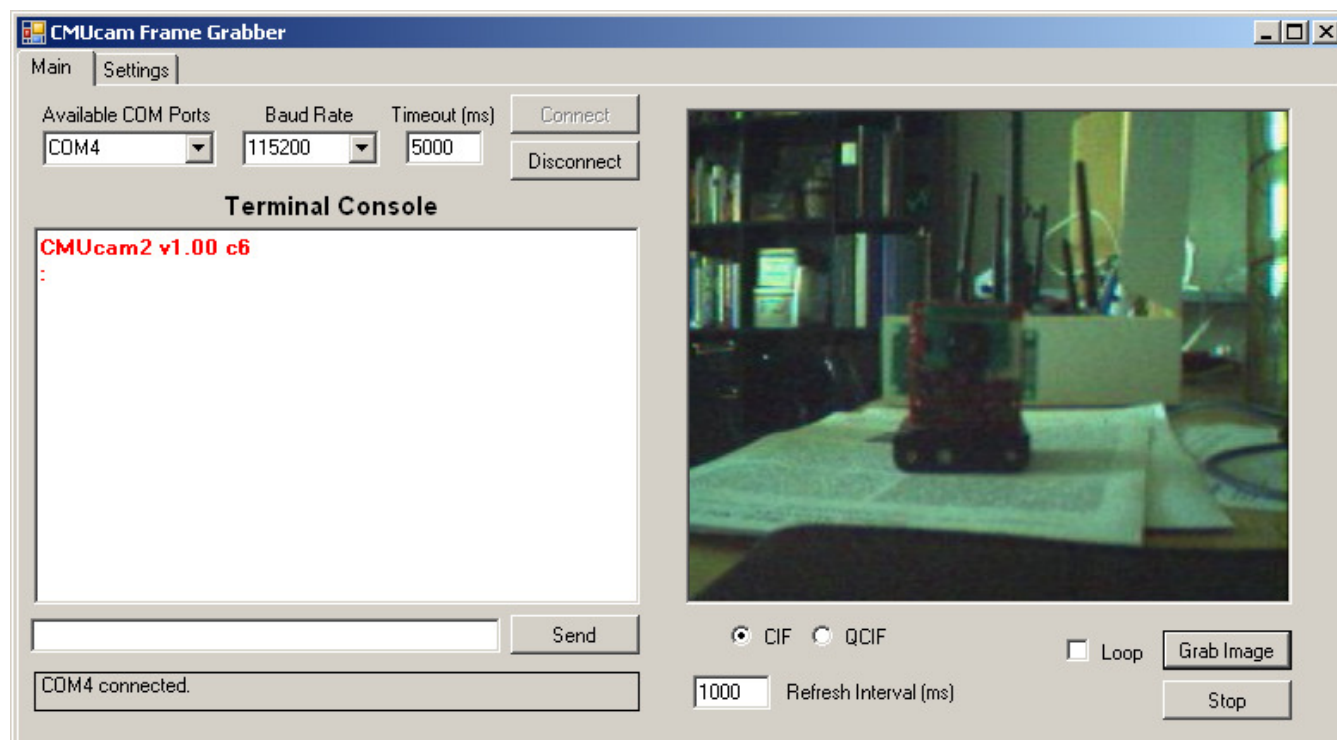 CMUcam Frame Grabber
Main Settings
Available COM Ports Baud Rate Timeout (ms) Connect
COM4 115200 5000 Disconnect
Terminal Console
CMUcam2 v1.00 c6
:
Send
COM4 connected.
CIF QCIF
Loop Grab Image
1000 Refresh Interval (ms)
Stop